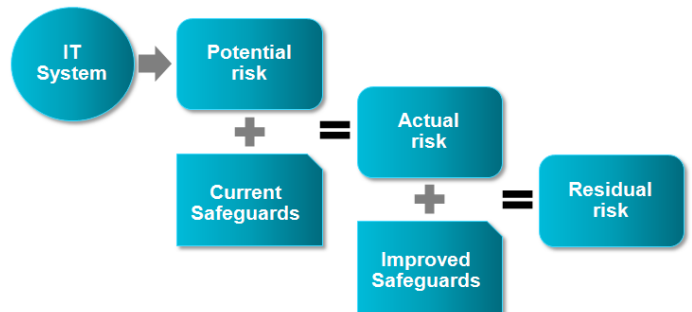 IT
System
Potential
risk
Current
Safeguards
Actual
risk
Improved
Safeguards
Residual
risk